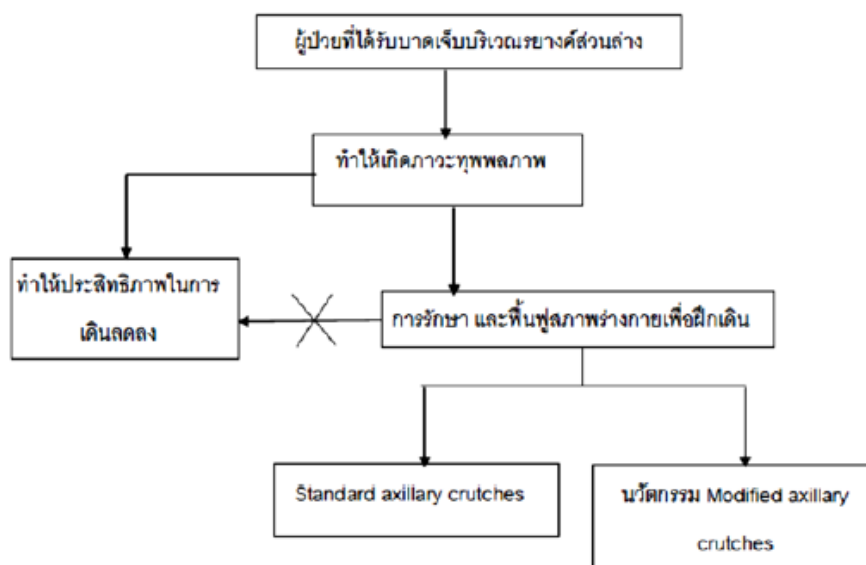 ผู้ป่วยที่ได้รับบาดเจ็บบริเวณรยางค์ส่วนล่าง
ทำให้เกิดภาวะทุพพลภาพ
ทำให้ประสิทธิภาพในการ
เดินลดลง
การรักษา และฟื้นฟูสภาพร่างกายเพื่อฝึกเดิน
Standard axillary crutches
นวัตกรรม Modified axillary
crutches